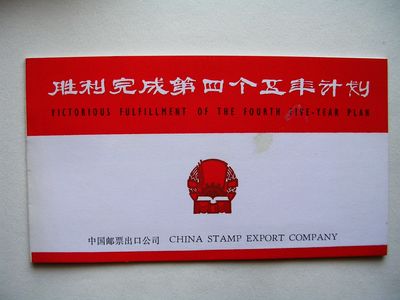 胜利完成第四个五年计划
VICTORIOUS FULFILLMENT OF THE FOURTH FIVE-YEAR PLAN
中国邮票出口公司 CHINA STAMP EXPORT COMPANY